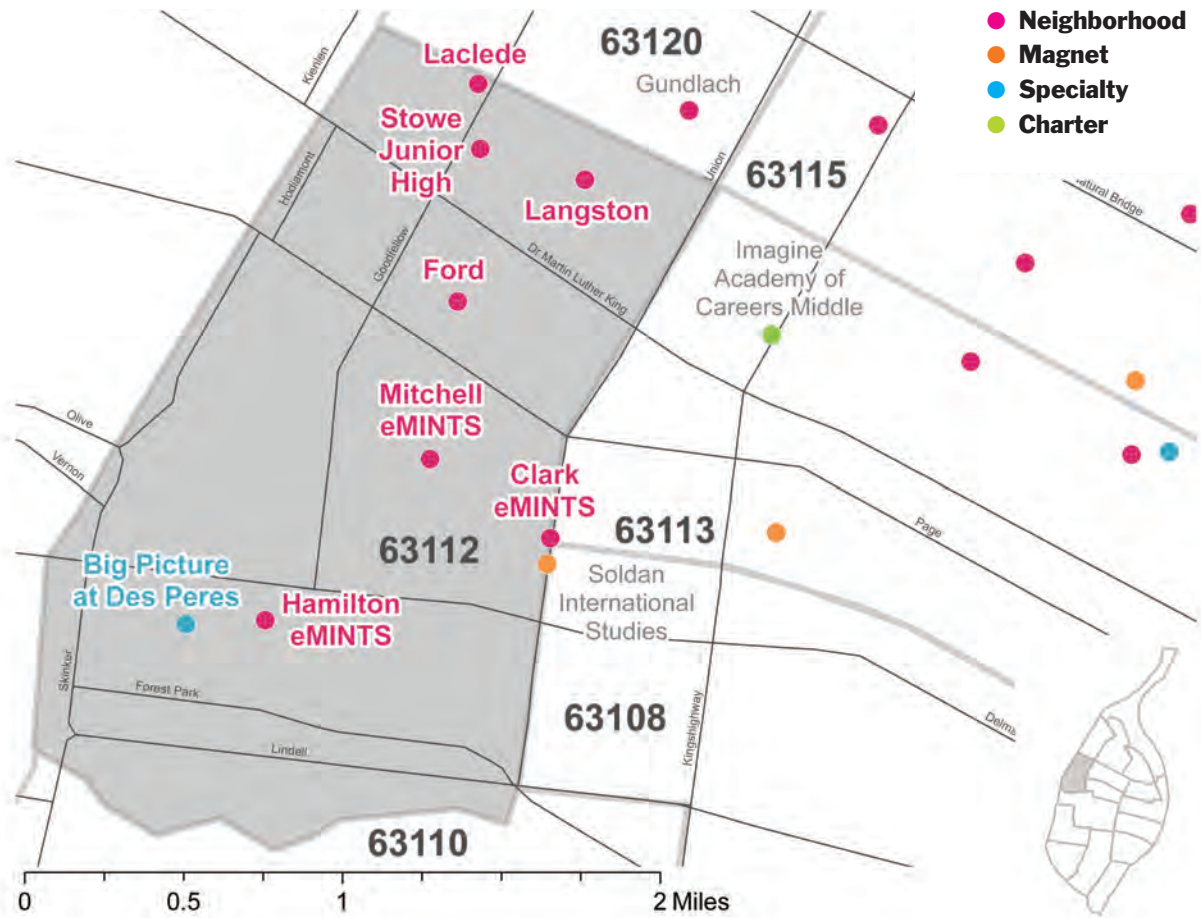 Neighborhood
Magnet
Specialty
Charter
63120
Gundlach
Laclede
Kienlen
Stowe
Junior
High
63115
Union
Hodiamont
Langston
atural Bridge
Goodfellow
Dr Martin Luther King
Imagine
Academy of
Careers Middle
Ford
Mitchell
eMINTS
Olive
Vernon
Clark
eMINTS
63113
Page
63112
Big Picture
at Des Peres
Hamilton
eMINTS
Soldan
International
Studies
Skinker
Forest Park
63108
Kingshighway
Delma
Lindell
63110
0 0.5 1 2 Miles